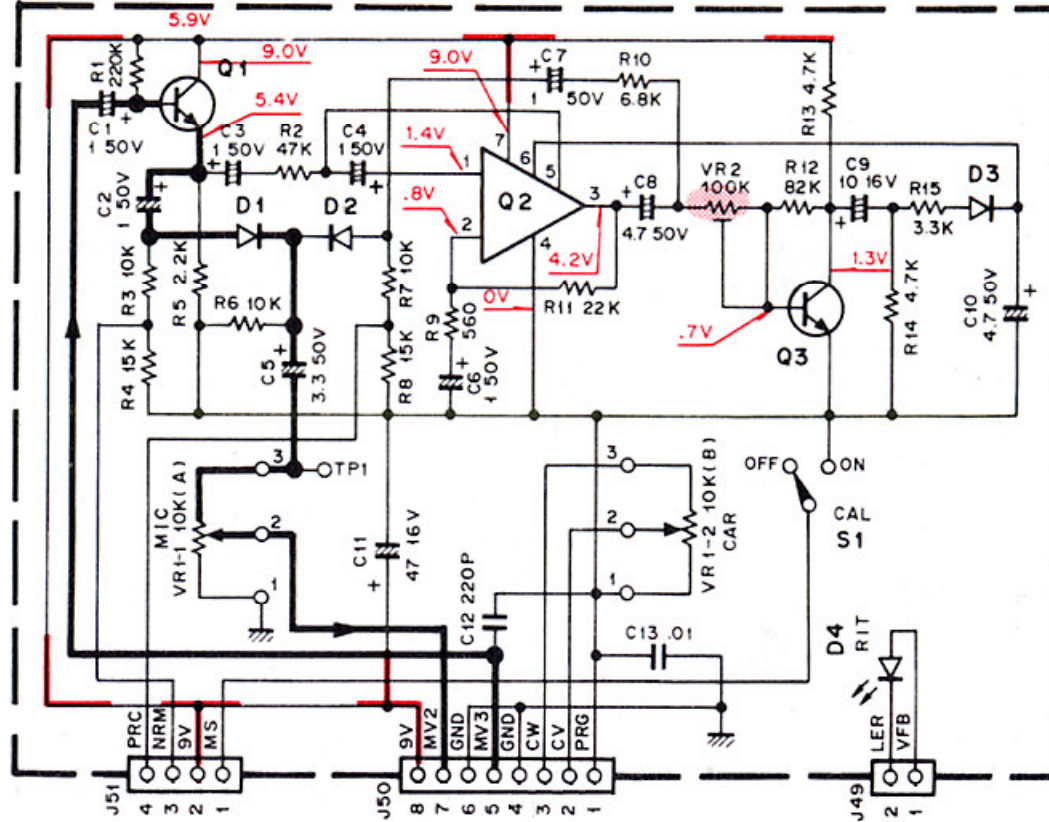 5.9V
9.0V
Q1
R1
220K
C1
1 50V
5.4V
C3
1 50V
R2
47K
C4
1 50V
C7
1
50V
R10
6.8K
9.0V
R13 4.7K
1.4V
1
.8V
2
7
6
5
Q2
3
4
4.2V
0V
C8
4.7 50V
VR2
100K
R12
82K
C9
10 16V
R15
3.3K
D3
C2
1 50V
D1
D2
R3 10K
R5 2.2K
R6 10K
R7 10K
R9
560
R11 22K
.7V
Q3
1.3V
R14 4.7K
C10
4.7 50V
R4 15K
C5
3.3 50V
R8 15K
C6
1 50V
3
TP1
MIC
VR1-1 10K(A)
2
1
C11
47 16V
C12 220P
3
2
1
VR1-2 10K(B)
CAR
OFF
ON
CAL
S1
C13 .01
D4
RIT
PRC
NRM
9V
MS
J51
4
3
2
1
9V
MV2
GND
MV3
GND
CW
CV
PRG
J50
8
7
6
5
4
3
2
1
LER
VFB
J49
2
1